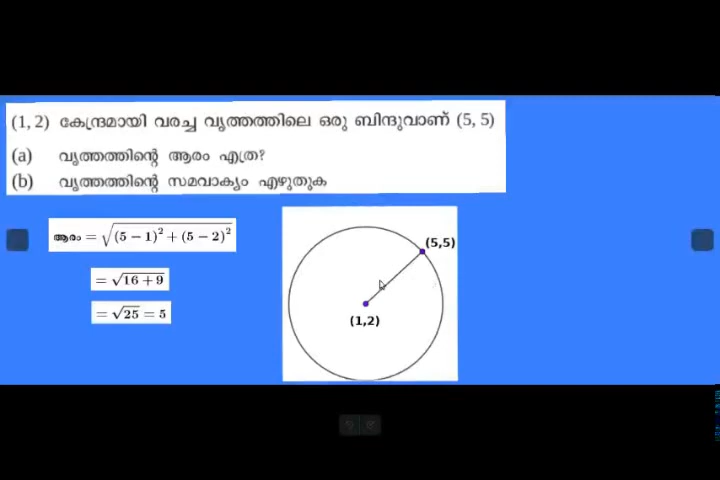 (1, 2) കേന്ദ്രമായി വരച്ച വൃത്തത്തിലെ ഒരു ബിന്ദുവാണ് (5, 5)
(a) വൃത്തത്തിന്റെ ആരം എത്ര?
(b) വൃത്തത്തിന്റെ സമവാക്യം എഴുതുക
ആരം = √(5 − 1)² + (5 − 2)²
= √16 + 9
= √25 = 5
(5,5)
(1,2)